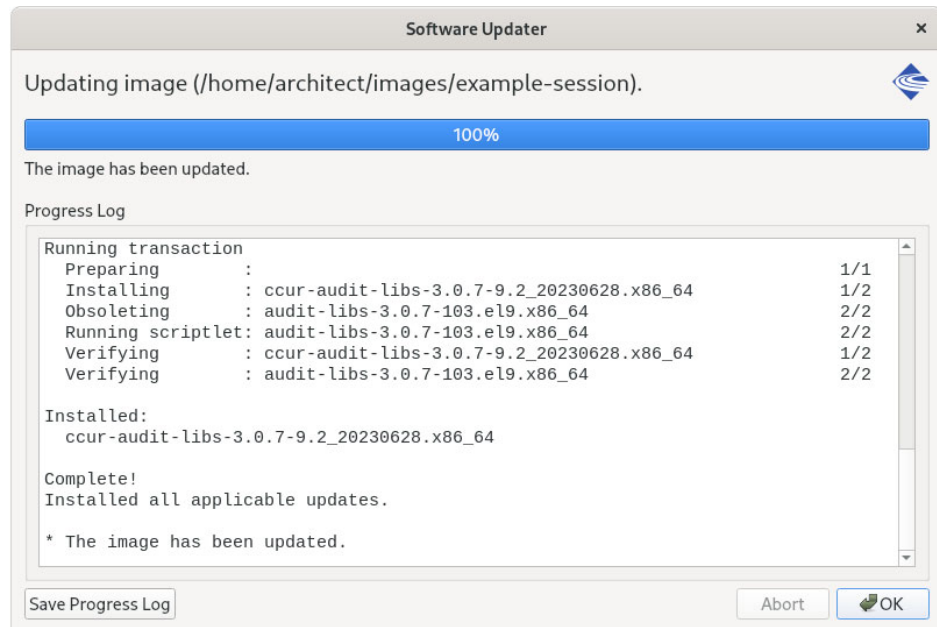 Software Updater ×
Updating image (/home/architect/images/example-session).
100%
The image has been updated.
Progress Log
Running transaction
  Preparing        :                                                        1/1
  Installing       : ccur-audit-libs-3.0.7-9.2_20230628.x86_64              1/2
  Obsoleting       : audit-libs-3.0.7-103.el9.x86_64                        2/2
  Running scriptlet: audit-libs-3.0.7-103.el9.x86_64                        2/2
  Verifying        : ccur-audit-libs-3.0.7-9.2_20230628.x86_64              1/2
  Verifying        : audit-libs-3.0.7-103.el9.x86_64                        2/2
Installed:
  ccur-audit-libs-3.0.7-9.2_20230628.x86_64
Complete!
Installed all applicable updates.
* The image has been updated.
Save Progress Log Abort OK